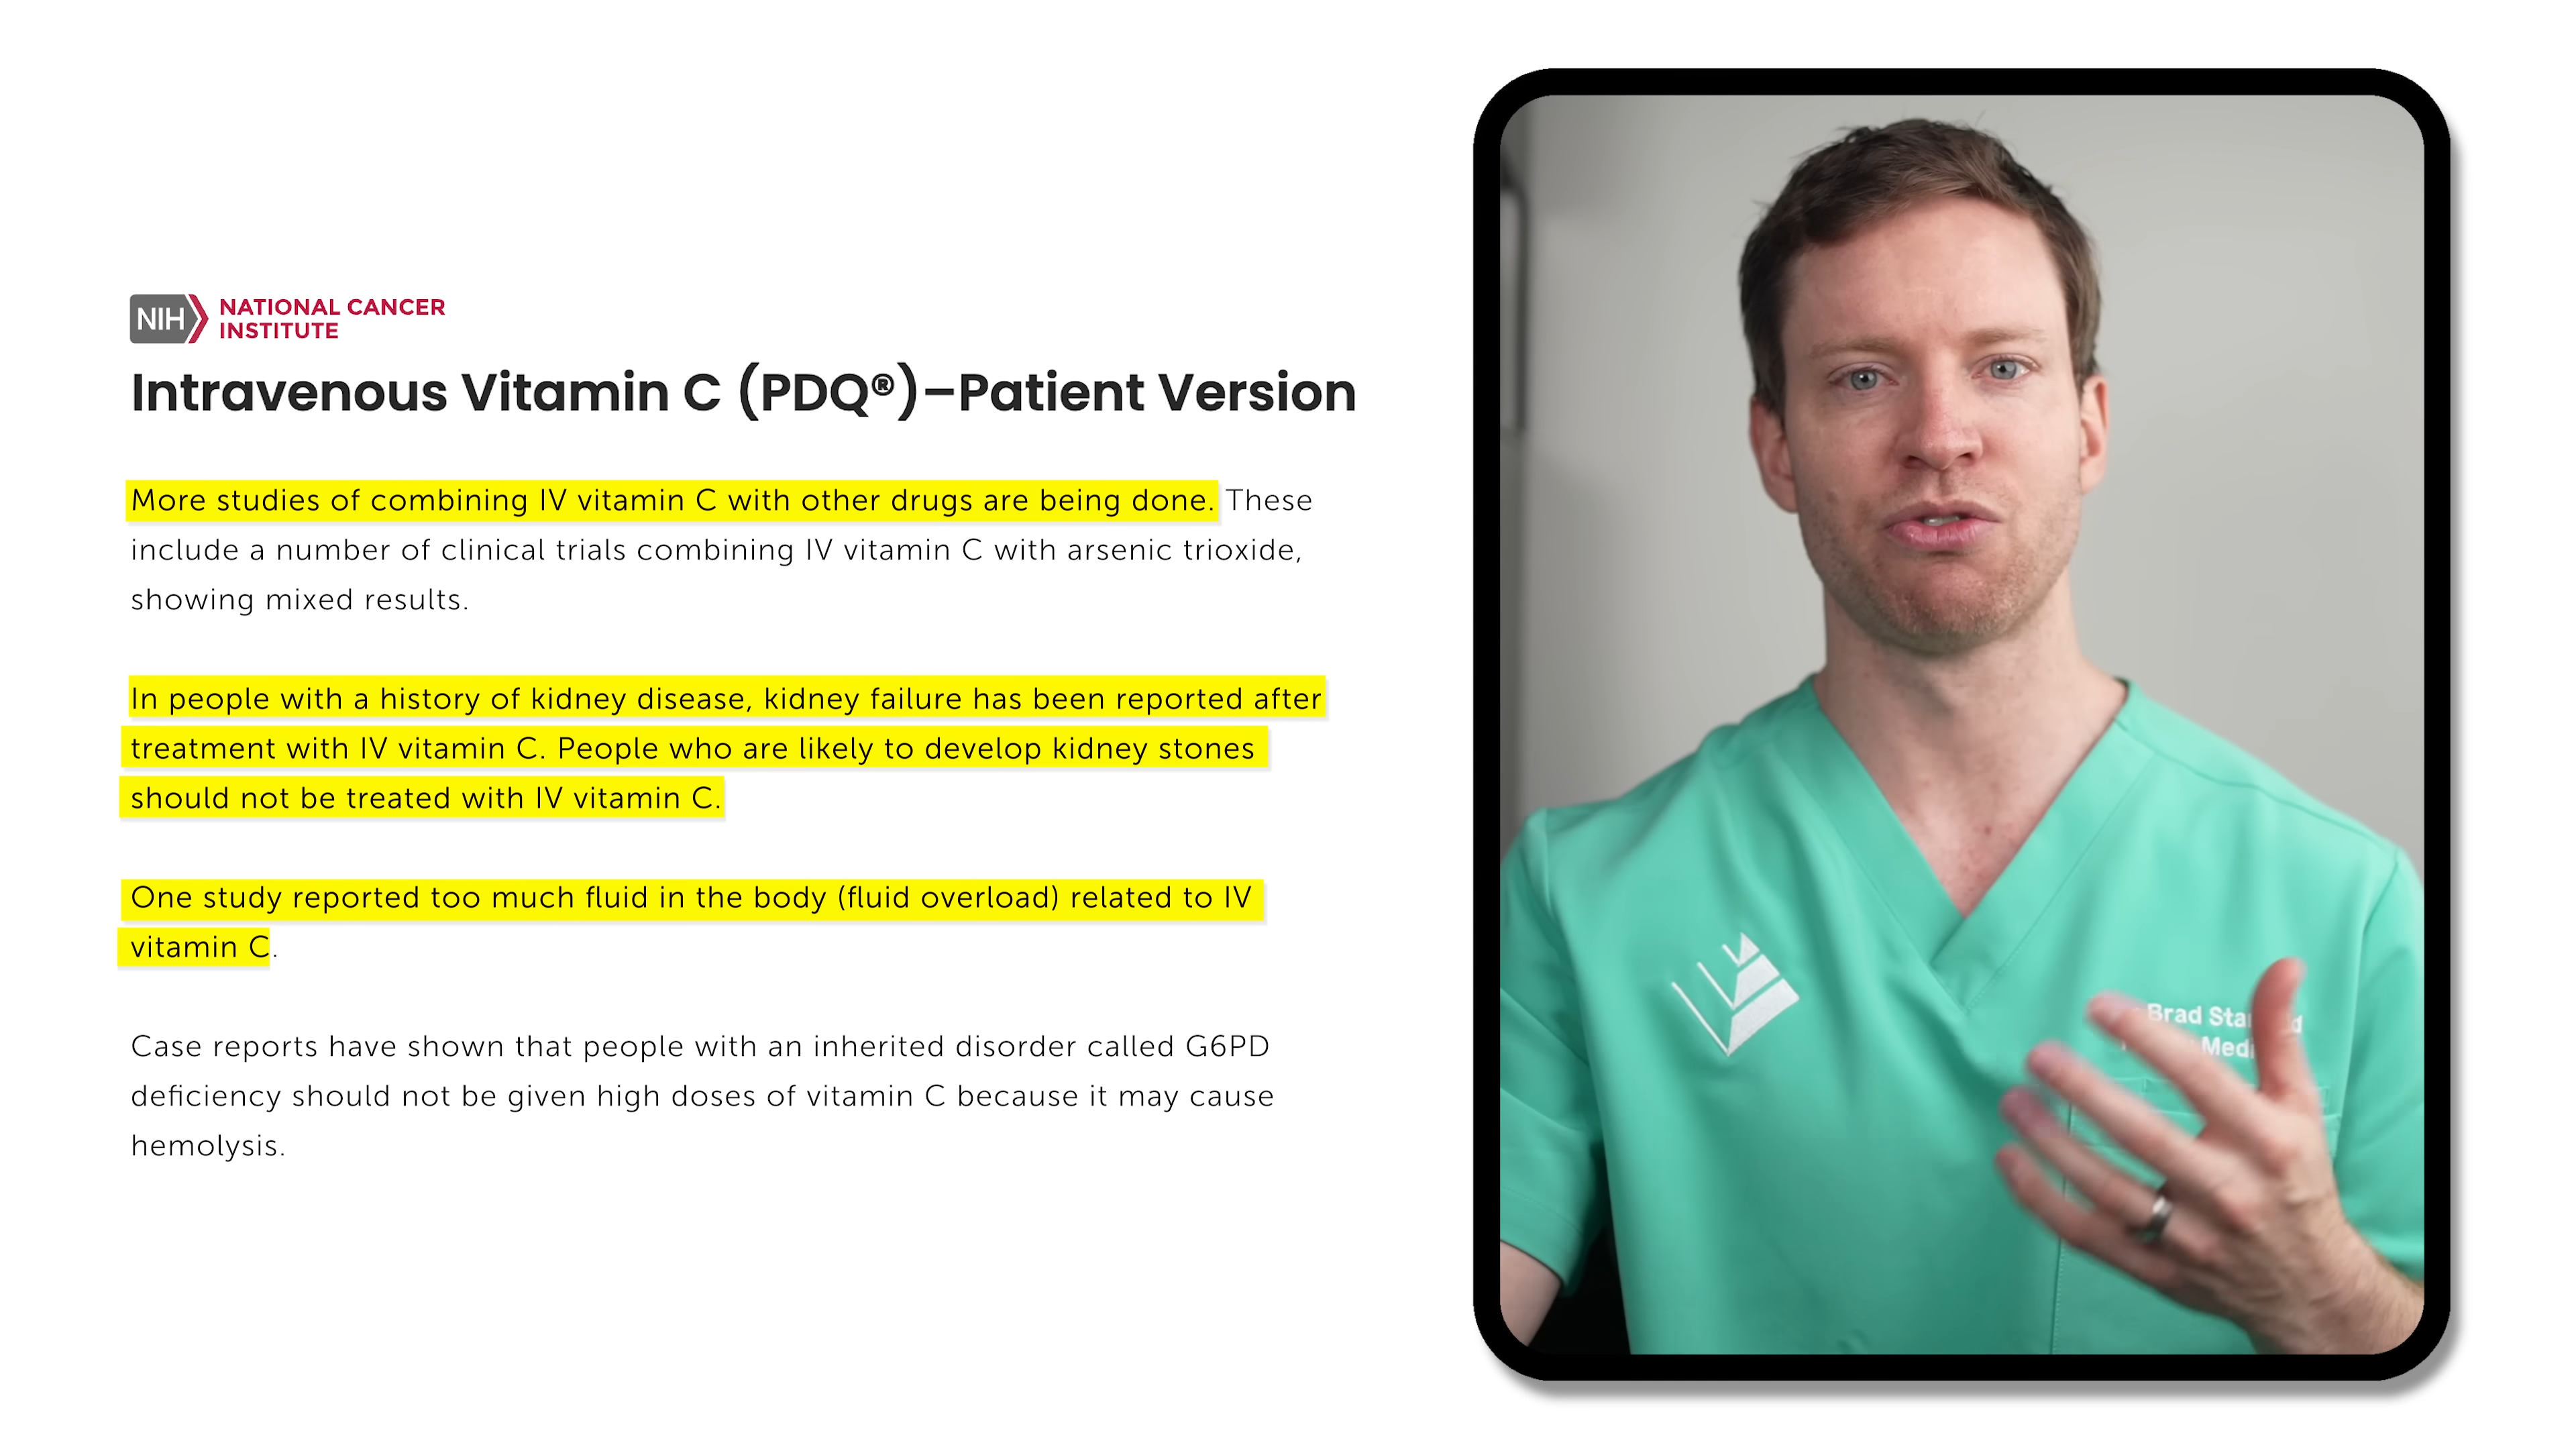 NIH
NATIONAL CANCER
INSTITUTE
Intravenous Vitamin C (PDQ®)–Patient Version
More studies of combining IV vitamin C with other drugs are being done. These
include a number of clinical trials combining IV vitamin C with arsenic trioxide,
showing mixed results.
In people with a history of kidney disease, kidney failure has been reported after
treatment with IV vitamin C. People who are likely to develop kidney stones
should not be treated with IV vitamin C.
One study reported too much fluid in the body (fluid overload) related to IV
vitamin C.
Case reports have shown that people with an inherited disorder called G6PD
deficiency should not be given high doses of vitamin C because it may cause
hemolysis.
Brad